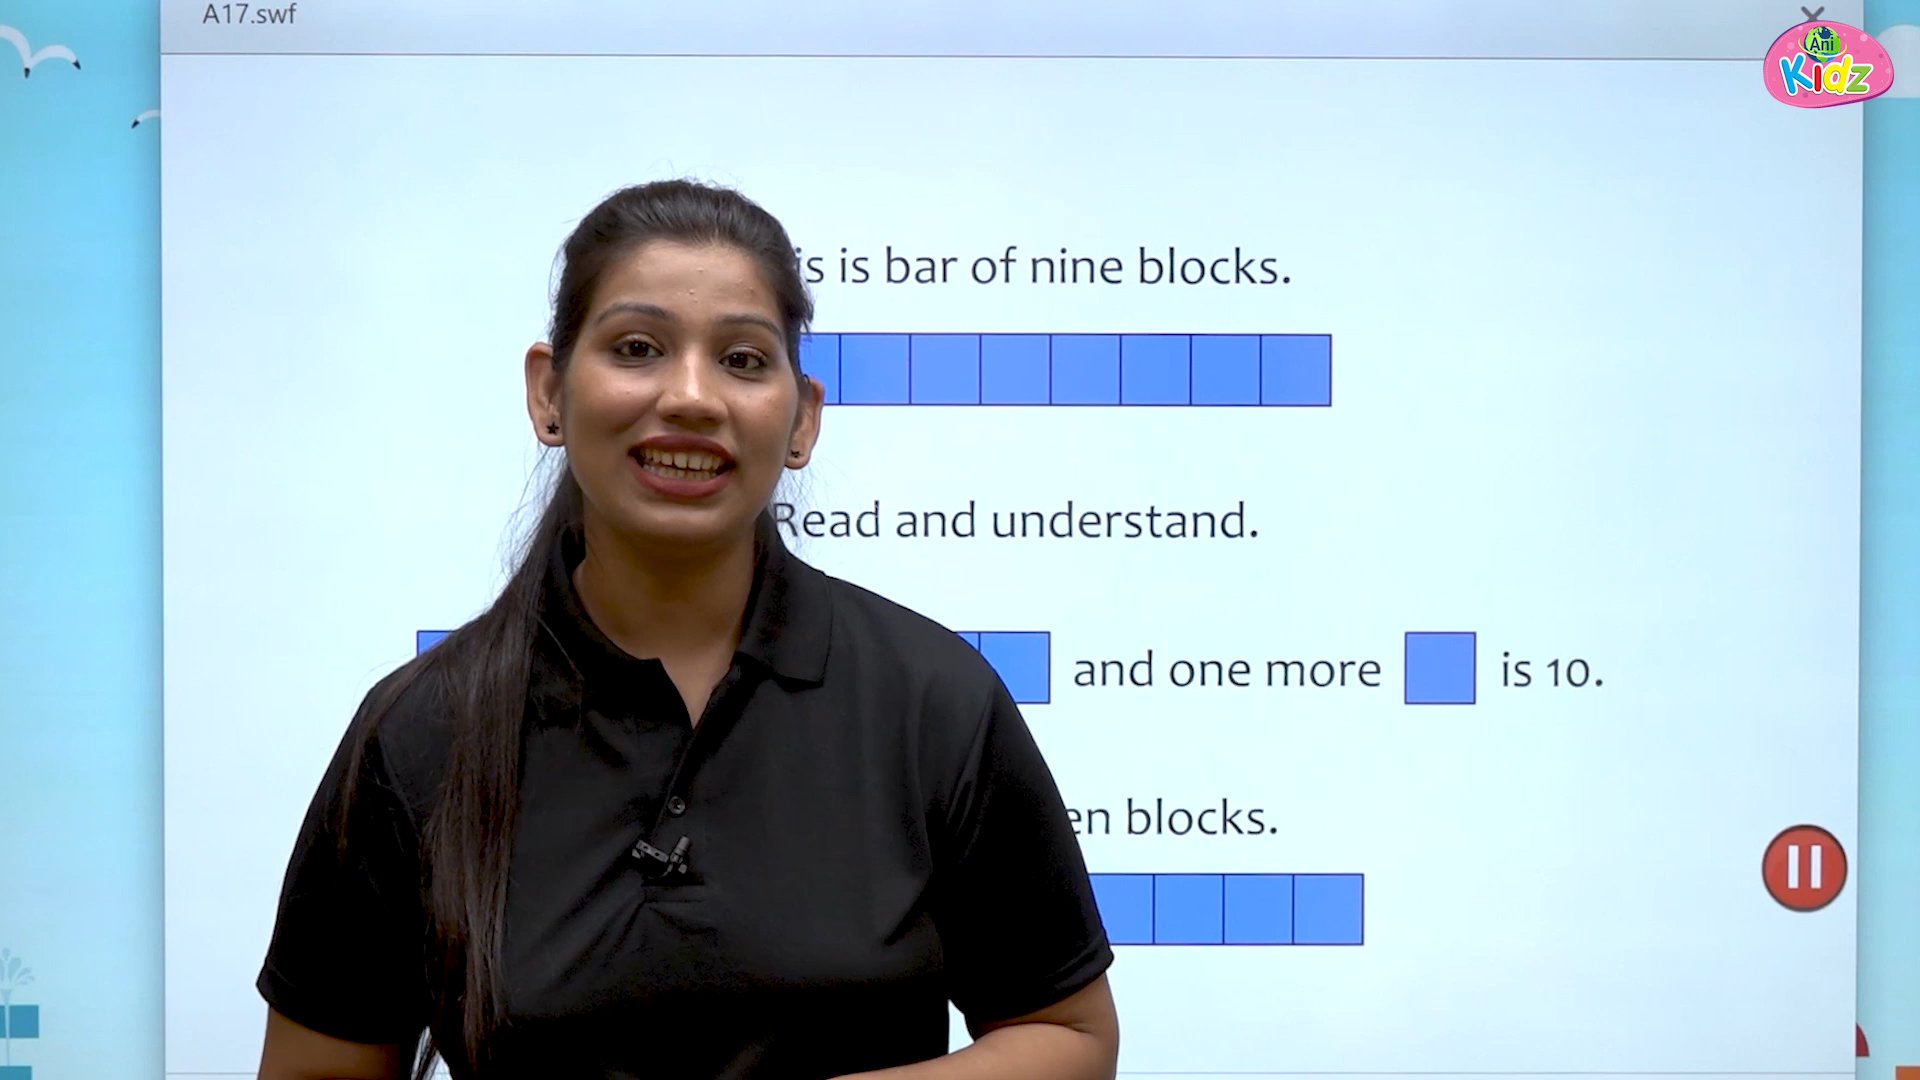 A17.swf
Ani
Kidz
is is bar of nine blocks.
Read and understand.
and one more is 10.
blocks.